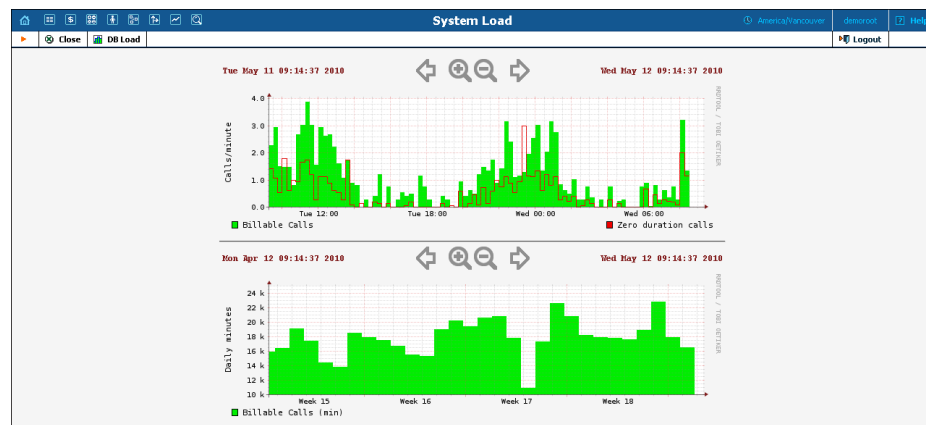 System Load
America/Vancouver
demoroot
? Help
Close
DB Load
Logout
Tue May 11 09:14:37 2010
Wed May 12 09:14:37 2010
4.0
3.0
2.0
1.0
0.0
Calls/minute
Tue 12:00
Tue 18:00
Wed 00:00
Wed 06:00
Billable Calls
Zero duration calls
RRDTOOL / TOBI OETIKER
Mon Apr 12 09:14:37 2010
Wed May 12 09:14:37 2010
24 k
22 k
20 k
18 k
16 k
14 k
12 k
10 k
Daily minutes
Week 15
Week 16
Week 17
Week 18
Billable Calls (min)
RRDTOOL / TOBI OETIKER